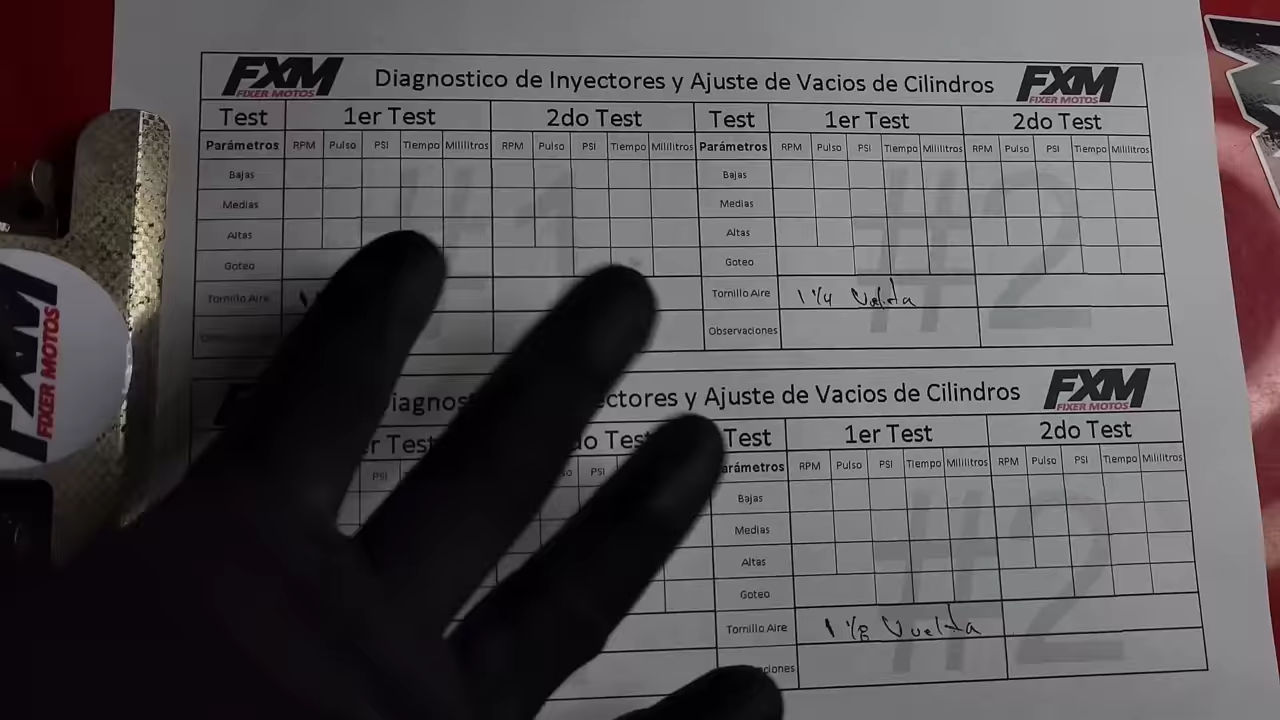 FXM FIXER MOTOS Diagnostico de Inyectores y Ajuste de Vacios de Cilindros FXM FIXER MOTOS
Test 1er Test 2do Test Test 1er Test 2do Test
Parámetros RPM Pulso PSI Tiempo Mililitros RPM Pulso PSI Tiempo Mililitros Parámetros RPM Pulso PSI Tiempo Mililitros RPM Pulso PSI Tiempo Mililitros
Bajas Bajas
Medias Medias
Altas Altas
Goteo Goteo
Tornillo Aire Tornillo Aire 1 1/4 Vuelta
Observaciones
#1 #2
ectores y Ajuste de Vacios de Cilindros FXM FIXER MOTOS
Test Test 1er Test 2do Test
PSI PSI arámetros RPM Pulso PSI Tiempo Mililitros RPM Pulso PSI Tiempo Mililitros
Bajas
Medias
Altas
Goteo
Tornillo Aire 1 1/8 Vuelta
ciones
#2
FXM
FIXER MOTOS